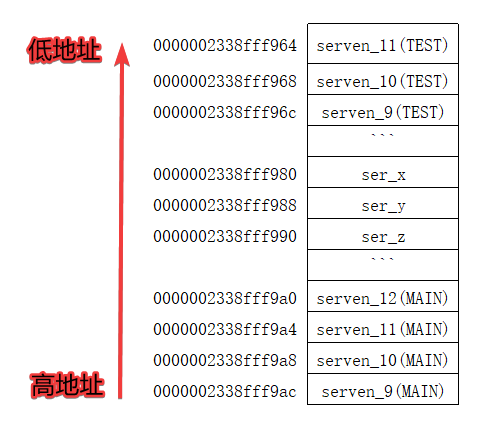 低地址
0000002338fff964 serven_11(TEST)
0000002338fff968 serven_10(TEST)
0000002338fff96c serven_9(TEST)
```
0000002338fff980 ser_x
0000002338fff988 ser_y
0000002338fff990 ser_z
```
0000002338fff9a0 serven_12(MAIN)
0000002338fff9a4 serven_11(MAIN)
0000002338fff9a8 serven_10(MAIN)
高地址
0000002338fff9ac serven_9(MAIN)